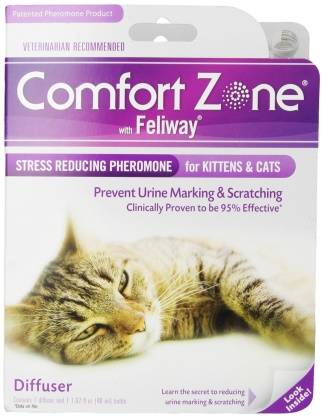 Patented Pheromone Product
VETERINARIAN RECOMMENDED
Comfort Zone®
with Feliway®
STRESS REDUCING PHEROMONE for KITTENS & CATS
Prevent Urine Marking & Scratching
Clinically Proven to be 95% Effective*
Diffuser
Contains 1 diffuser and 1 1.62 fl oz (48 ml) bottle
*Data on file
Learn the secret to reducing
urine marking & scratching
Look
Inside!